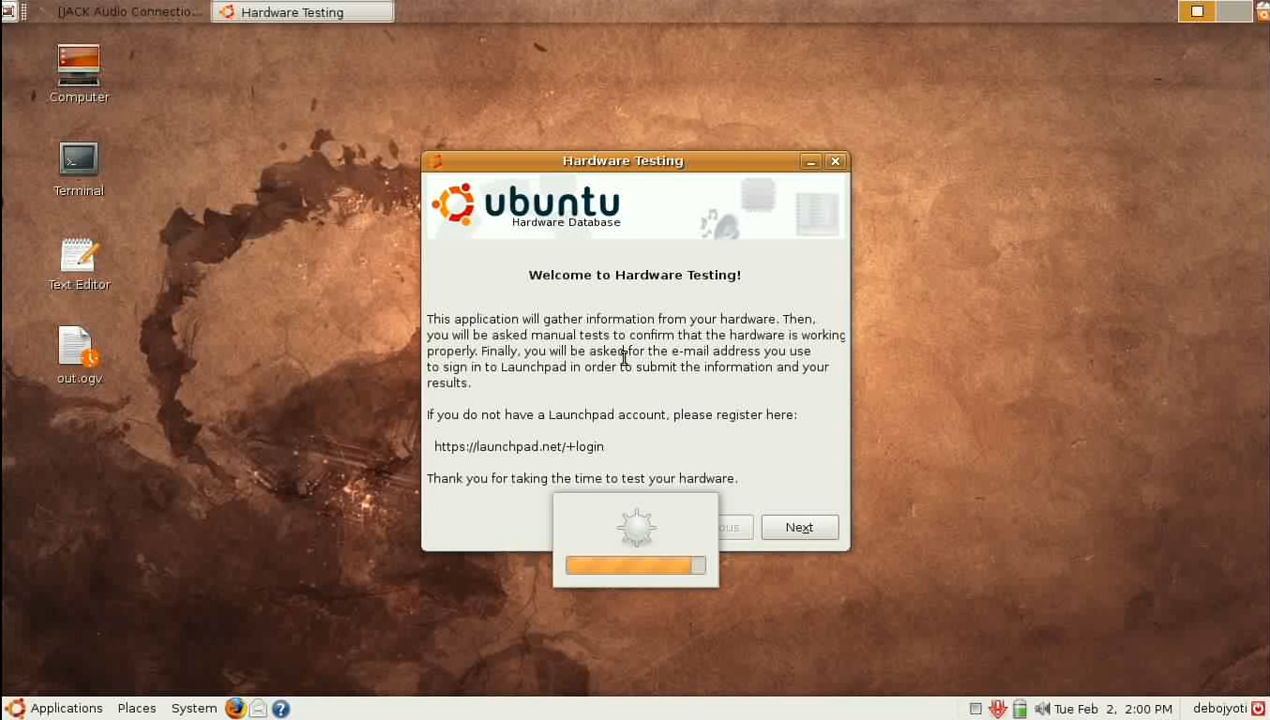 [JACK Audio Connectio...
Hardware Testing
Computer
Terminal
Text Editor
out.ogv
Hardware Testing
ubuntu
Hardware Database
Welcome to Hardware Testing!
This application will gather information from your hardware. Then,
you will be asked manual tests to confirm that the hardware is working
properly. Finally, you will be asked for the e-mail address you use
to sign in to Launchpad in order to submit the information and your
results.
If you do not have a Launchpad account, please register here:
https://launchpad.net/+login
Thank you for taking the time to test your hardware.
ous
Next
Applications
Places
System
Tue Feb 2, 2:00 PM
debojyoti